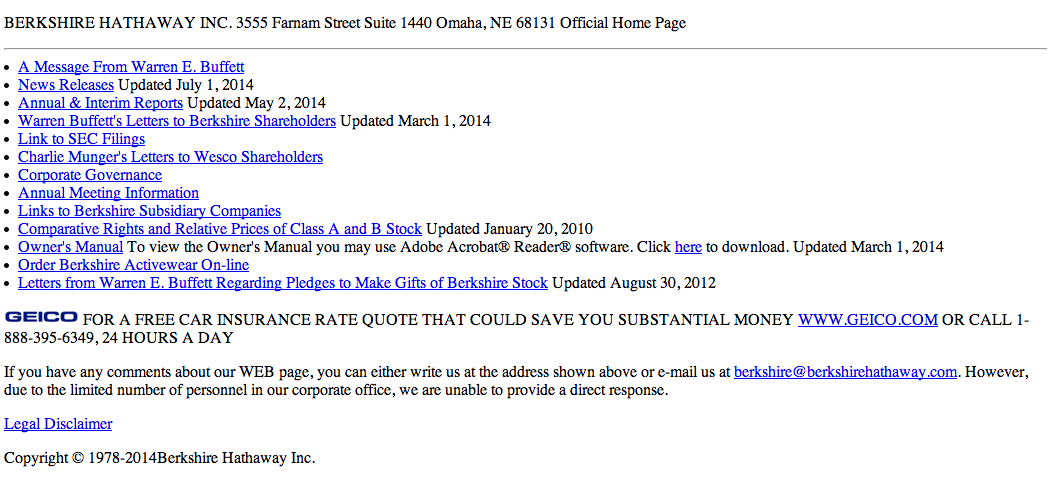 BERKSHIRE HATHAWAY INC. 3555 Farnam Street Suite 1440 Omaha, NE 68131 Official Home Page
• A Message From Warren E. Buffett
• News Releases Updated July 1, 2014
• Annual & Interim Reports Updated May 2, 2014
• Warren Buffett's Letters to Berkshire Shareholders Updated March 1, 2014
• Link to SEC Filings
• Charlie Munger's Letters to Wesco Shareholders
• Corporate Governance
• Annual Meeting Information
• Links to Berkshire Subsidiary Companies
• Comparative Rights and Relative Prices of Class A and B Stock Updated January 20, 2010
• Owner's Manual To view the Owner's Manual you may use Adobe Acrobat® Reader® software. Click here to download. Updated March 1, 2014
• Order Berkshire Activewear On-line
• Letters from Warren E. Buffett Regarding Pledges to Make Gifts of Berkshire Stock Updated August 30, 2012
GEICO FOR A FREE CAR INSURANCE RATE QUOTE THAT COULD SAVE YOU SUBSTANTIAL MONEY WWW.GEICO.COM OR CALL 1-
888-395-6349, 24 HOURS A DAY
If you have any comments about our WEB page, you can either write us at the address shown above or e-mail us at berkshire@berkshirehathaway.com. However,
due to the limited number of personnel in our corporate office, we are unable to provide a direct response.
Legal Disclaimer
Copyright © 1978-2014Berkshire Hathaway Inc.